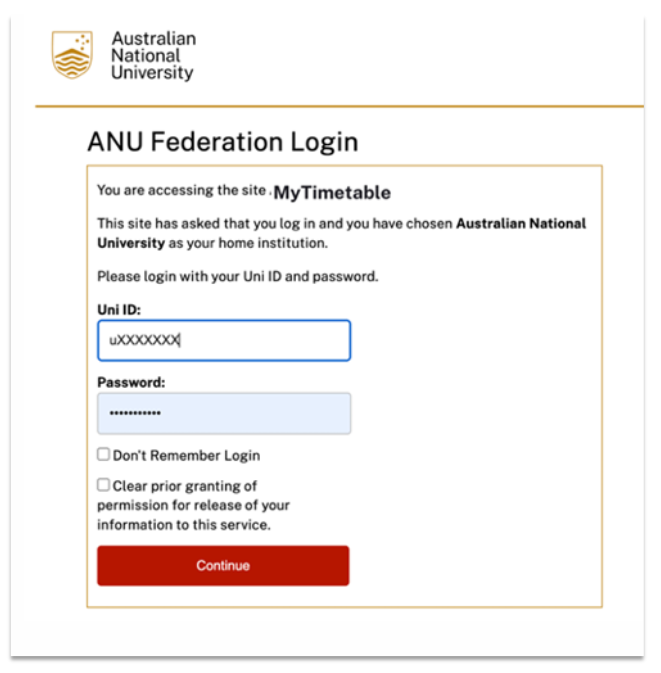 Australian
National
University
ANU Federation Login
You are accessing the site . MyTimetable
This site has asked that you log in and you have chosen Australian National
University as your home institution.
Please login with your Uni ID and password.
Uni ID:
uXXXXXXX
Password:
•••••••••••
Don't Remember Login
Clear prior granting of
permission for release of your
information to this service.
Continue